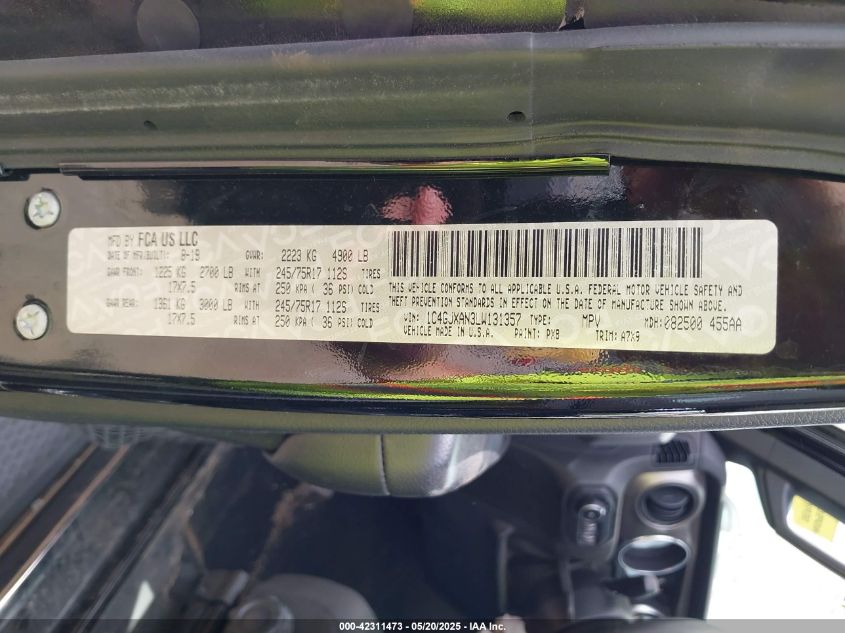 MFD BY FCA US LLC
DATE OF MFR/BUILT: 8-19 GVWR: 2223 KG 4900 LB
GAWR FRONT: 1225 KG 2700 LB WITH 245/75R17 112S TIRES
17X7.5 RIMS AT 250 KPA ( 36 PSI) COLD
GAWR REAR: 1361 KG 3000 LB WITH 245/75R17 112S TIRES
17X7.5 RIMS AT 250 KPA ( 36 PSI) COLD
THIS VEHICLE CONFORMS TO ALL APPLICABLE U.S.A. FEDERAL MOTOR VEHICLE SAFETY AND
THEFT PREVENTION STANDARDS IN EFFECT ON THE DATE OF MANUFACTURE SHOWN ABOVE.
VIN: 1C4GJXAN3LW131357 TYPE: MPV MDH: 082500 455AA
VEHICLE MADE IN U.S.A. PAINT: PX8 TRIM: A7X9
000-42311473 - 05/20/2025 - IAA Inc.